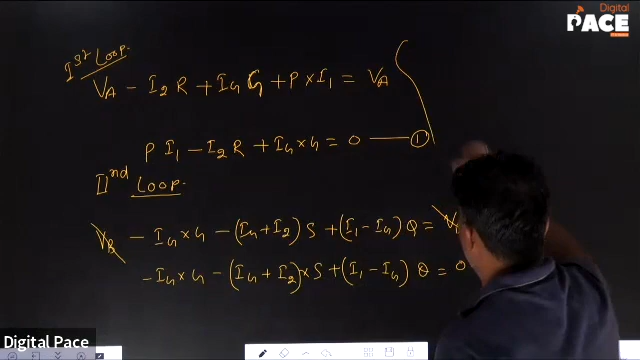 Digital
PACE
Ist Loop.
VA - I2 R + IG G + P × I1 = VA
P I1 - I2 R + IG × G = 0 — ①
IInd Loop.
VB - IG × G - (IG + I2) S + (I1 - IG) Q = V
- IG × G - (IG + I2) × S + (I1 - IG) Q = 0
Digital Pace